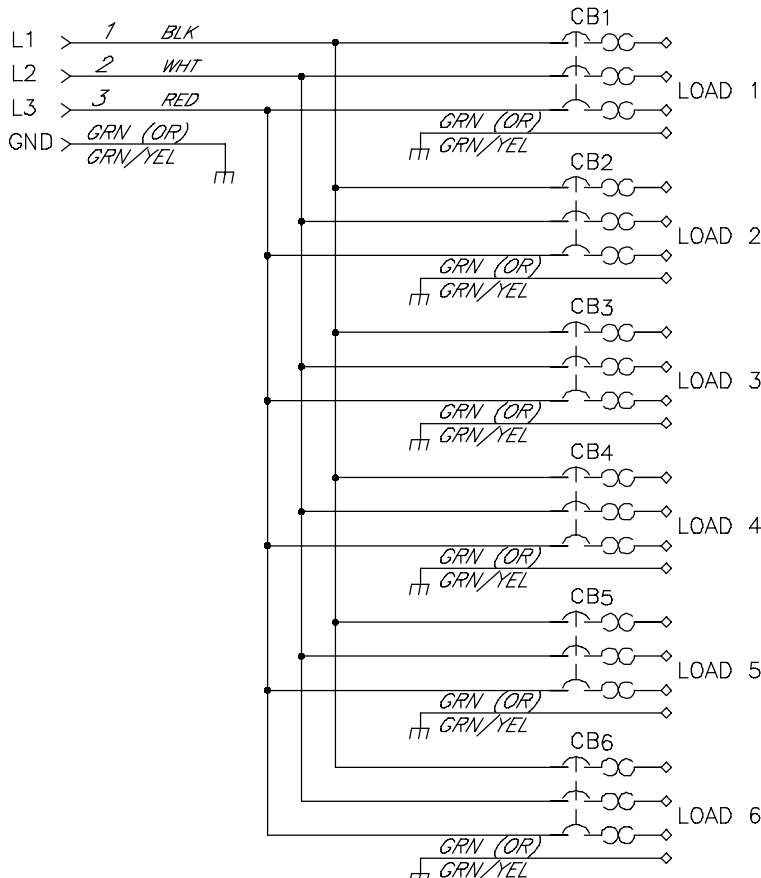 L1 1 BLK
L2 2 WHT
L3 3 RED
GND GRN (OR)
GRN/YEL
CB1
LOAD 1
GRN (OR)
GRN/YEL
CB2
LOAD 2
GRN (OR)
GRN/YEL
CB3
LOAD 3
GRN (OR)
GRN/YEL
CB4
LOAD 4
GRN (OR)
GRN/YEL
CB5
LOAD 5
GRN (OR)
GRN/YEL
CB6
LOAD 6
GRN (OR)
GRN/YEL